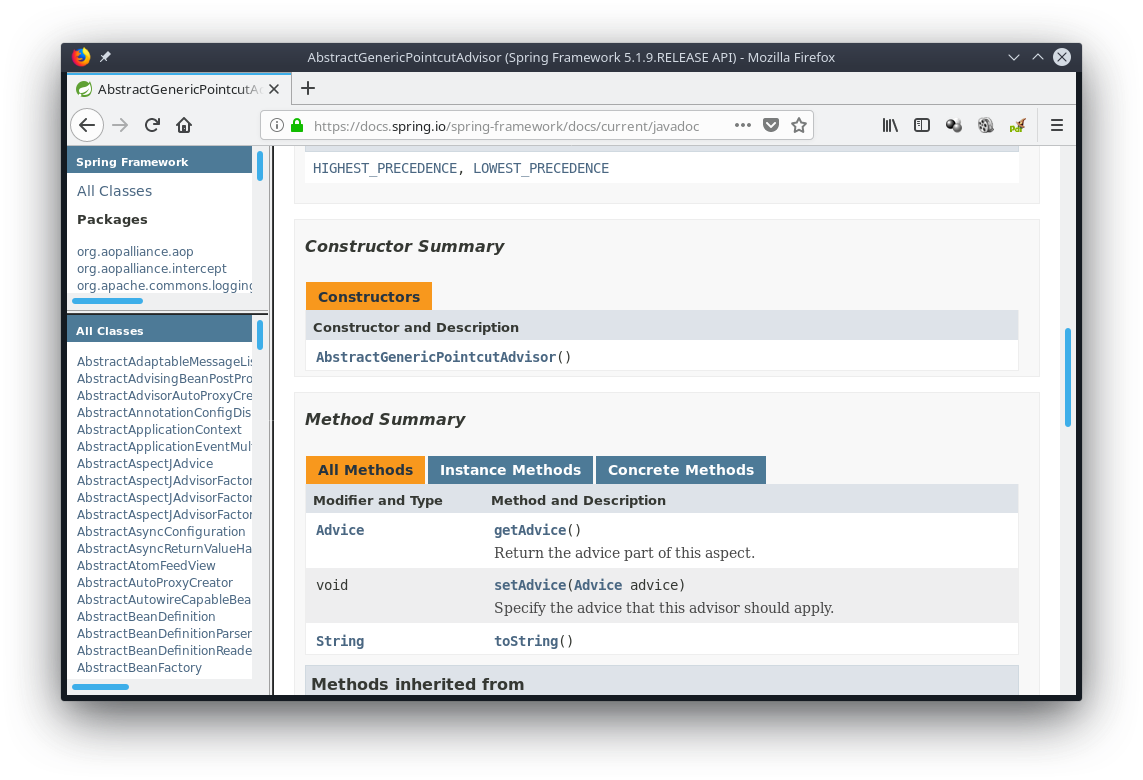 AbstractGenericPointcutAdvisor (Spring Framework 5.1.9.RELEASE API) - Mozilla Firefox
AbstractGenericPointcutA
https://docs.spring.io/spring-framework/docs/current/javadoc
Spring Framework
All Classes
Packages
org.aopalliance.aop
org.aopalliance.intercept
org.apache.commons.logging
All Classes
AbstractAdaptableMessageLis
AbstractAdvisingBeanPostPro
AbstractAdvisorAutoProxyCre
AbstractAnnotationConfigDis
AbstractApplicationContext
AbstractApplicationEventMul
AbstractAspectJAdvice
AbstractAspectJAdvisorFactor
AbstractAspectJAdvisorFactor
AbstractAspectJAdvisorFactor
AbstractAsyncConfiguration
AbstractAsyncReturnValueHa
AbstractAtomFeedView
AbstractAutoProxyCreator
AbstractAutowireCapableBea
AbstractBeanDefinition
AbstractBeanDefinitionParser
AbstractBeanDefinitionReade
AbstractBeanFactory
HIGHEST_PRECEDENCE, LOWEST_PRECEDENCE
Constructor Summary
Constructors
Constructor and Description
AbstractGenericPointcutAdvisor()
Method Summary
All Methods Instance Methods Concrete Methods
Modifier and Type Method and Description
Advice getAdvice()
Return the advice part of this aspect.
void setAdvice(Advice advice)
Specify the advice that this advisor should apply.
String toString()
Methods inherited from